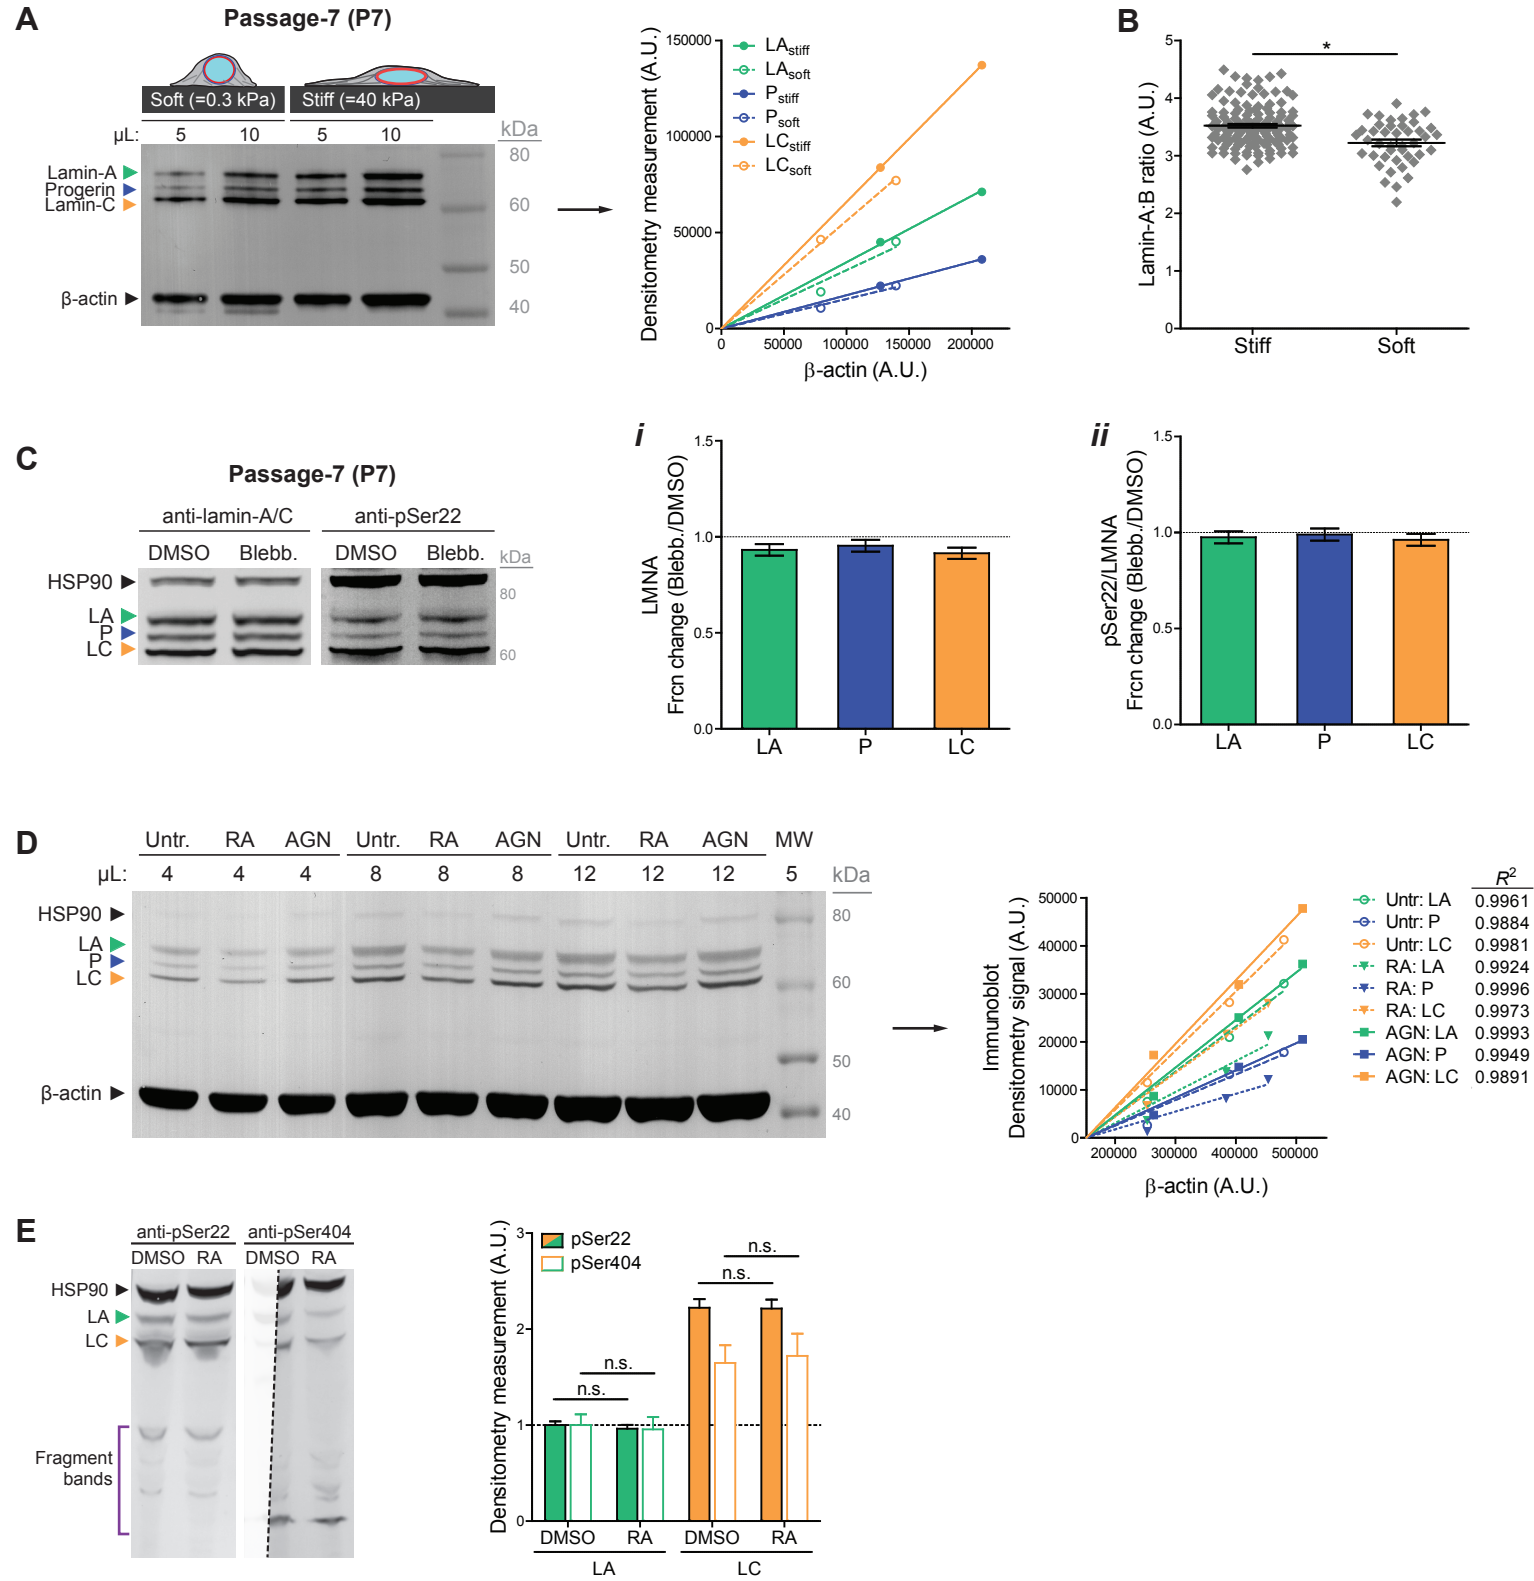 A
Passage-7 (P7)
Soft (=0.3 kPa)
Stiff (=40 kPa)
µL:
5
10
5
10
kDa
Lamin-A
Progerin
Lamin-C
β-actin
80
60
50
40
Densitometry measurement (A.U.)
150000
100000
50000
0
0
50000
100000
150000
200000
β-actin (A.U.)
LAstiff
LAsoft
Pstiff
Psoft
LCstiff
LCsoft
B
Lamin-A:B ratio (A.U.)
5
4
3
2
1
0
*
Stiff
Soft
C
Passage-7 (P7)
anti-lamin-A/C
anti-pSer22
DMSO
Blebb.
DMSO
Blebb.
kDa
HSP90
LA
P
LC
80
60
i
LMNA
Frcn change (Blebb./DMSO)
1.5
1.0
0.5
0.0
LA
P
LC
ii
pSer22/LMNA
Frcn change (Blebb./DMSO)
1.5
1.0
0.5
0.0
LA
P
LC
D
Untr.
RA
AGN
Untr.
RA
AGN
Untr.
RA
AGN
MW
µL:
4
4
4
8
8
8
12
12
12
5
kDa
HSP90
LA
P
LC
β-actin
80
60
50
40
Immunoblot
Densitometry signal (A.U.)
50000
40000
30000
20000
10000
0
200000
300000
400000
500000
β-actin (A.U.)
R2
Untr: LA 0.9961
Untr: P 0.9884
Untr: LC 0.9981
RA: LA 0.9924
RA: P 0.9996
RA: LC 0.9973
AGN: LA 0.9993
AGN: P 0.9949
AGN: LC 0.9891
E
anti-pSer22
anti-pSer404
DMSO
RA
DMSO
RA
HSP90
LA
LC
Fragment
bands
Densitometry measurement (A.U.)
3
2
1
0
pSer22
pSer404
n.s.
n.s.
n.s.
n.s.
DMSO
RA
DMSO
RA
LA
LC